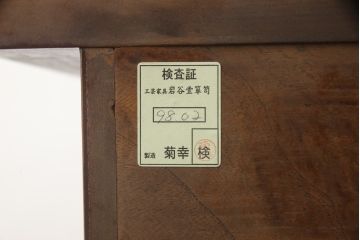 検査証
工芸家具 岩谷堂箪笥
98.02
製造 菊幸 検